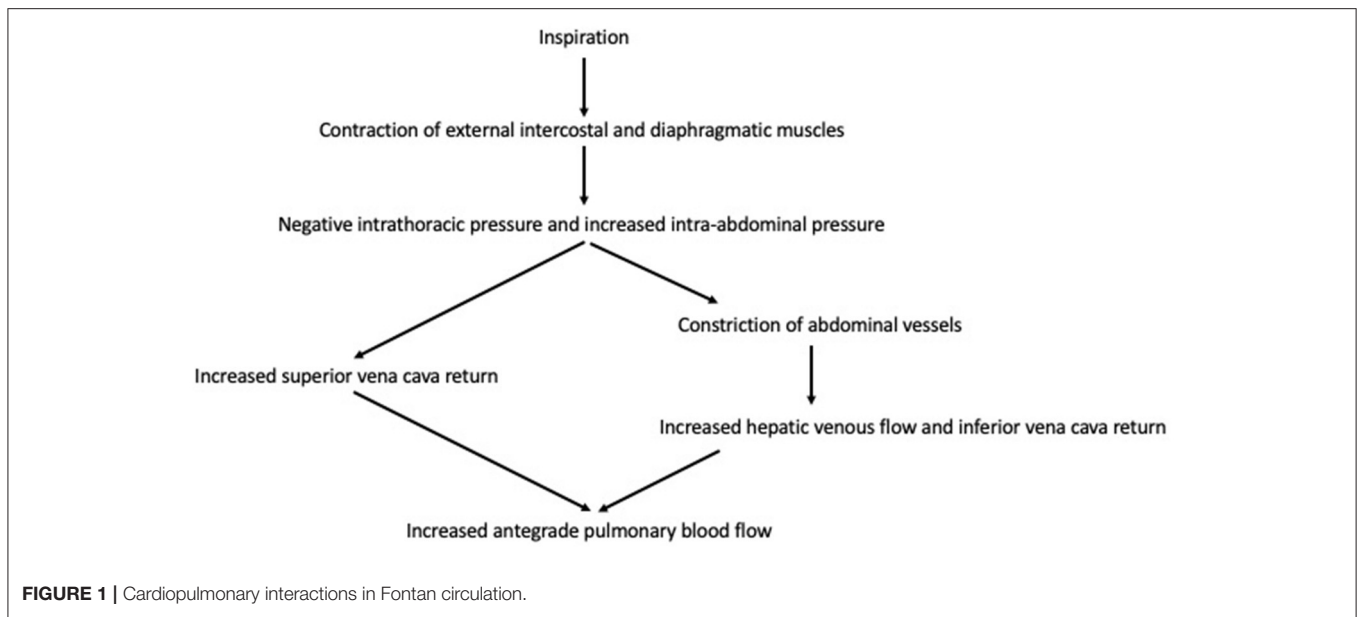 Inspiration
Contraction of external intercostal and diaphragmatic muscles
Negative intrathoracic pressure and increased intra-abdominal pressure
Constriction of abdominal vessels
Increased superior vena cava return
Increased hepatic venous flow and inferior vena cava return
Increased antegrade pulmonary blood flow
FIGURE 1 | Cardiopulmonary interactions in Fontan circulation.